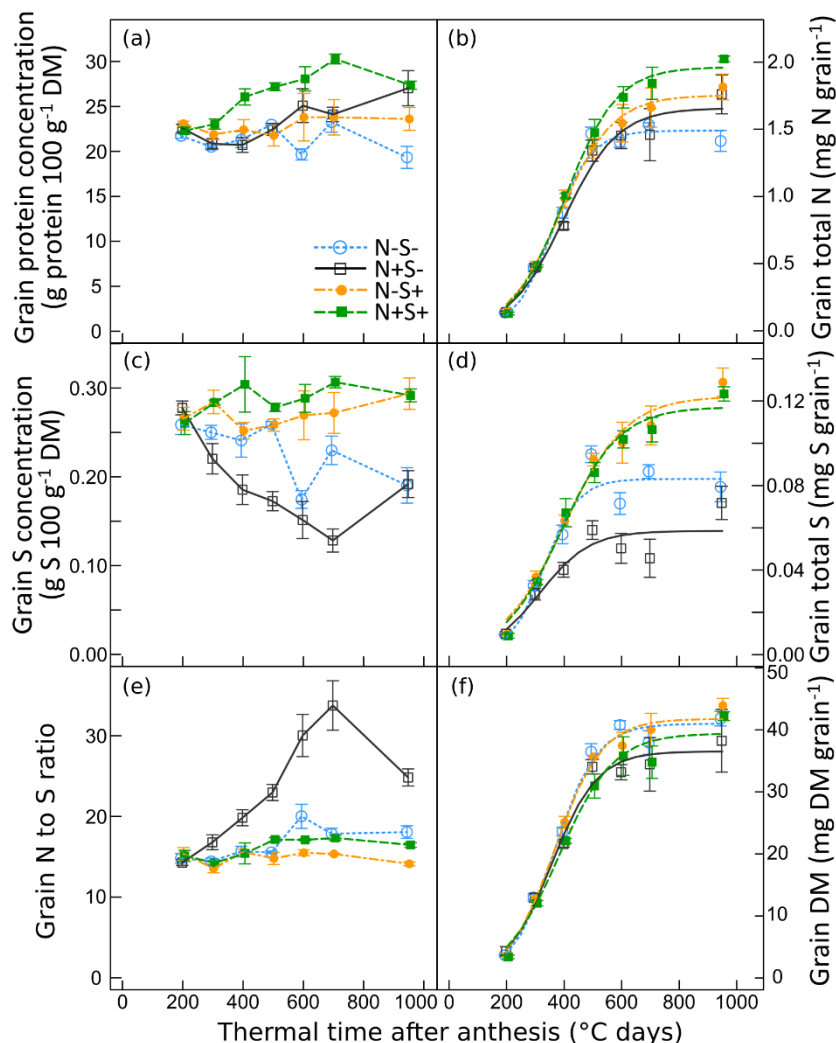 (a)
(b)
Grain protein concentration
(g protein 100 g-1 DM)
30
25
20
15
10
5
0
N-S-
N+S-
N-S+
N+S+
2.0
1.5
1.0
0.5
0.0
Grain total N (mg N grain-1)
(c)
(d)
Grain S concentration
(g S 100 g-1 DM)
0.30
0.20
0.10
0.00
0.12
0.08
0.04
0.00
Grain total S (mg S grain-1)
(e)
(f)
Grain N to S ratio
30
20
10
0
50
40
30
20
10
0
Grain DM (mg DM grain-1)
0 200 400 600 800 1000
0 200 400 600 800 1000
Thermal time after anthesis (°C days)